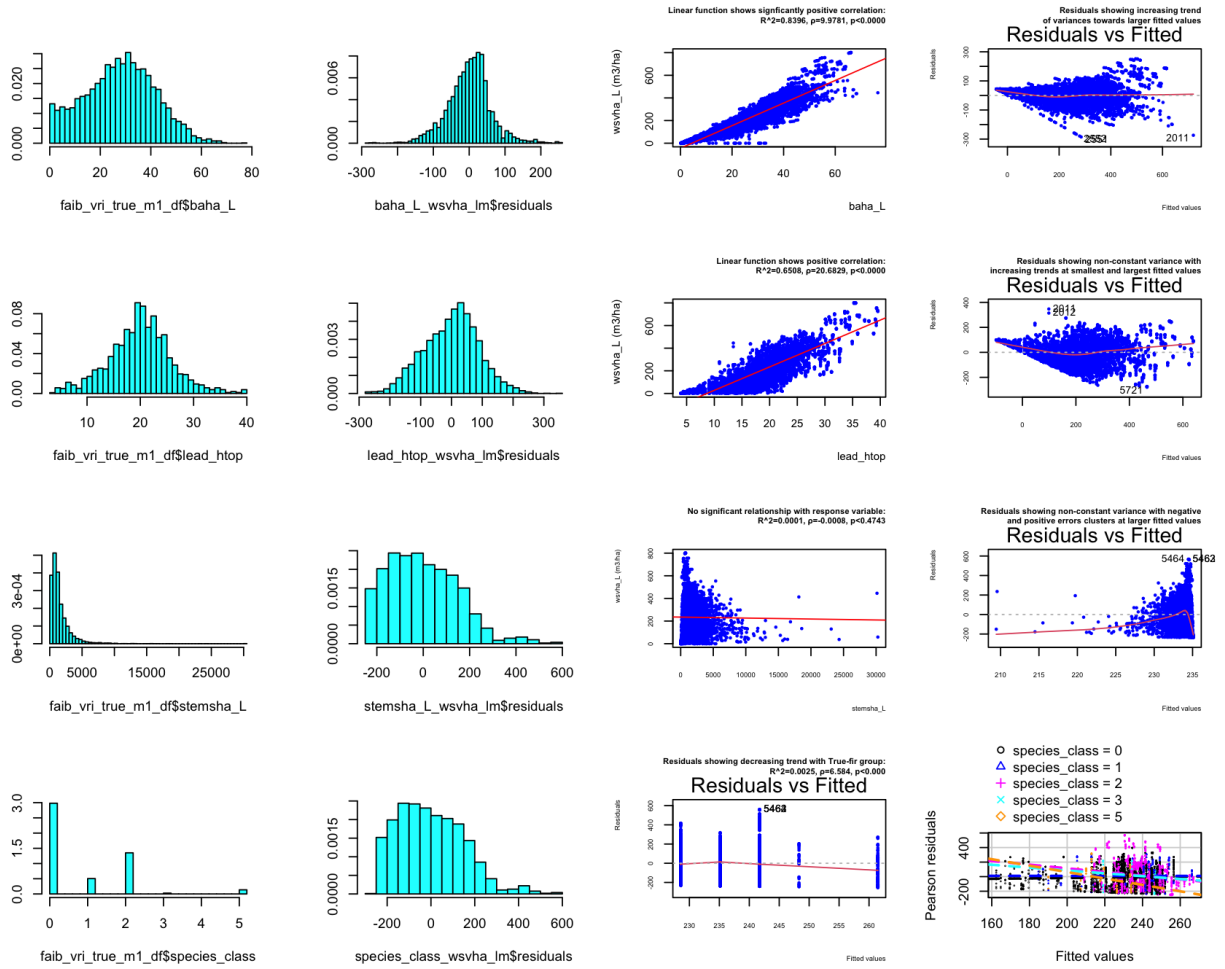 Linear function shows signficantly positive correlation:
R^2=0.8396, ρ=9.9781, p<0.0000
Residuals showing increasing trend
of variances towards larger fitted values
Residuals vs Fitted
0.000 0.020
0 20 40 60 80
faib_vri_true_m1_df$baha_L
0.000 0.006
-300 -100 0 100 200
baha_L_wsvha_lm$residuals
wsvha_L (m3/ha)
0 200 600
0 20 40 60
baha_L
Residuals
-300 -100 100 300
2011
0 200 400 600
Fitted values
Linear function shows positive correlation:
R^2=0.6508, ρ=20.6829, p<0.0000
Residuals showing non-constant variance with
increasing trends at smallest and largest fitted values
Residuals vs Fitted
0.00 0.04 0.08
10 20 30 40
faib_vri_true_m1_df$lead_htop
0.000 0.003
-300 -100 0 100 300
lead_htop_wsvha_lm$residuals
wsvha_L (m3/ha)
0 200 600
5 10 15 20 25 30 35 40
lead_htop
Residuals
-200 0 200 400
2011
2012
5721
0 200 400 600
Fitted values
No significant relationship with response variable:
R^2=0.0001, ρ=-0.0008, p<0.4743
Residuals showing non-constant variance with negative
and positive errors clusters at larger fitted values
Residuals vs Fitted
0e+00 3e-04
0 5000 15000 25000
faib_vri_true_m1_df$stemsha_L
0.0000 0.0015
-200 0 200 400 600
stemsha_L_wsvha_lm$residuals
wsvha_L (m3/ha)
0 200 400 600 800
0 5000 10000 15000 20000 25000 30000
stemsha_L
Residuals
-200 0 200 400 600
5464
210 215 220 225 230 235
Fitted values
Residuals showing decreasing trend with True-fir group:
R^2=0.0025, ρ=6.584, p<0.000
Residuals vs Fitted
species_class = 0
species_class = 1
species_class = 2
species_class = 3
species_class = 5
0.0 1.5 3.0
0 1 2 3 4 5
faib_vri_true_m1_df$species_class
0.0000 0.0015
-200 0 200 400 600
species_class_wsvha_lm$residuals
Residuals
-200 0 200 400 600
230 235 240 245 250 255 260
Fitted values
Pearson residuals
-200 400
160 180 200 220 240 260
Fitted values